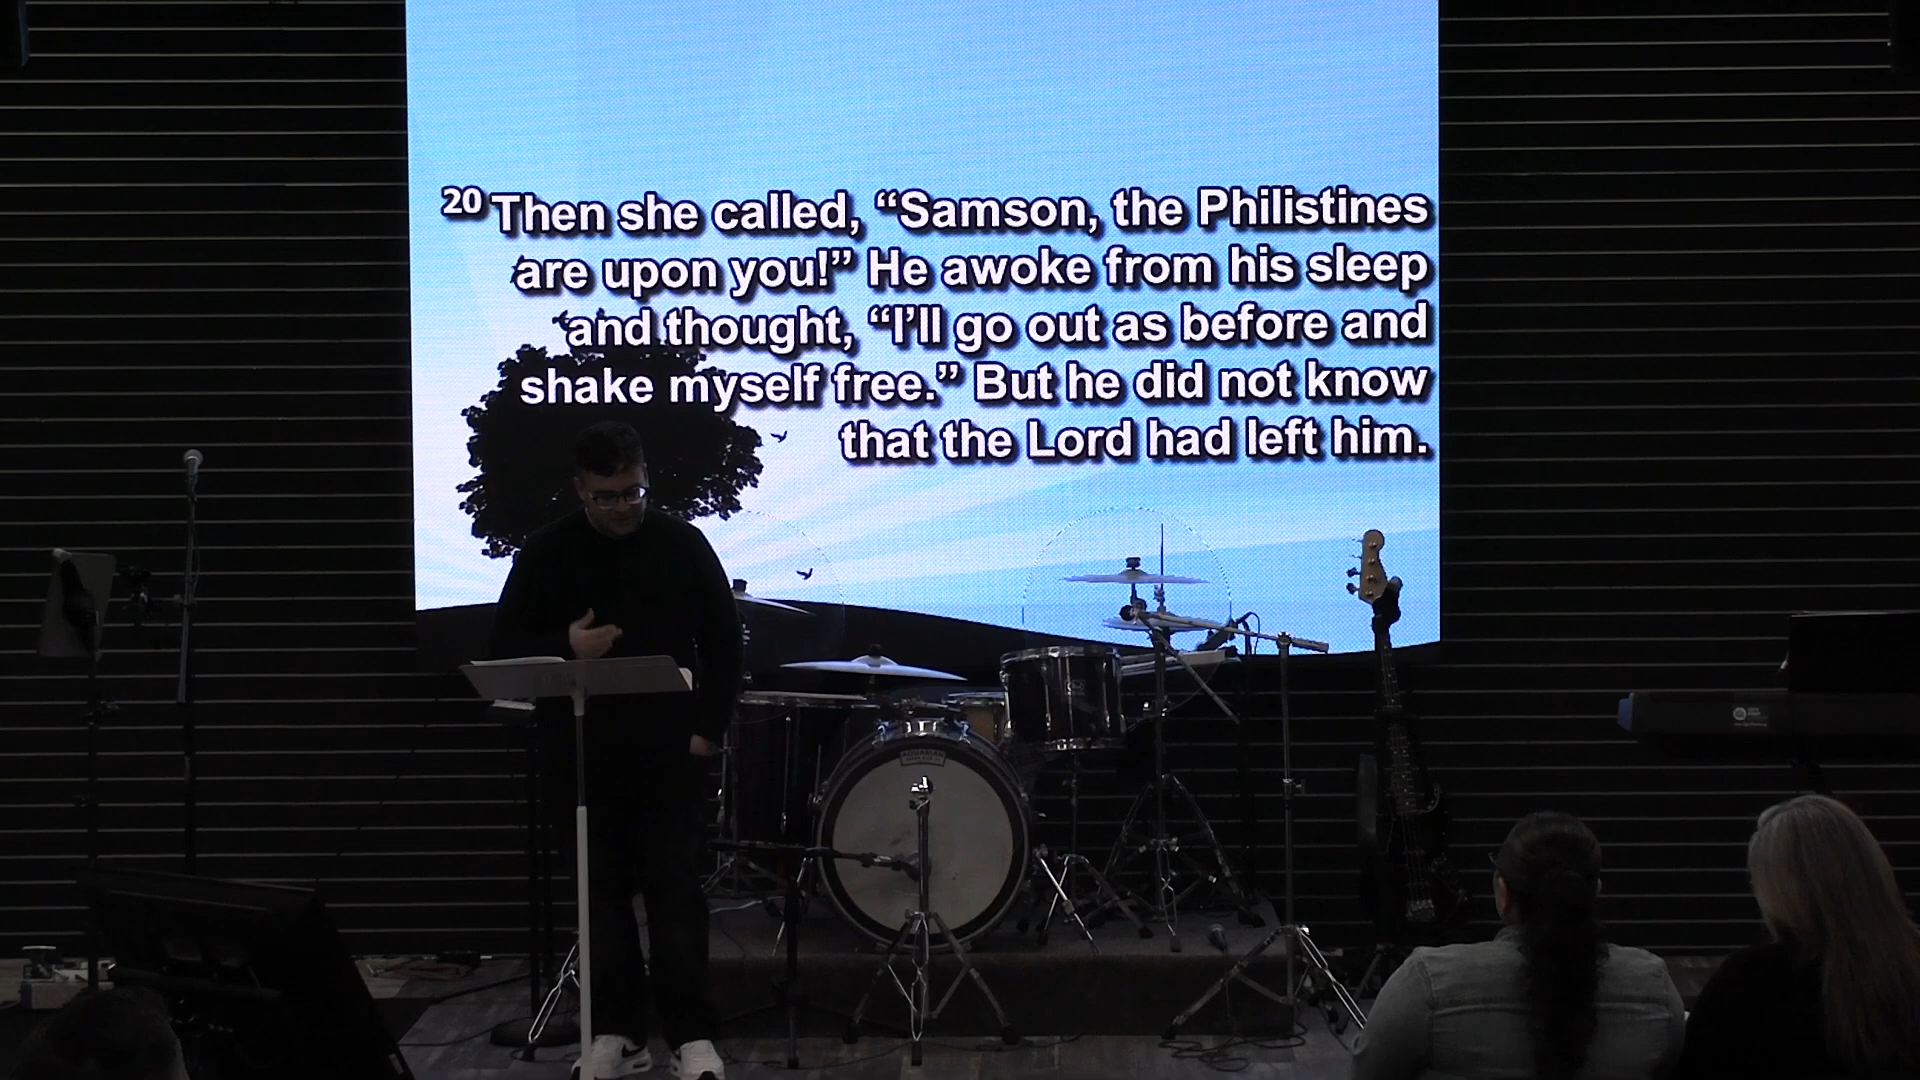 20 Then she called, “Samson, the Philistines
are upon you!” He awoke from his sleep
and thought, “I’ll go out as before and
shake myself free.” But he did not know
that the Lord had left him.
AQUARIAN